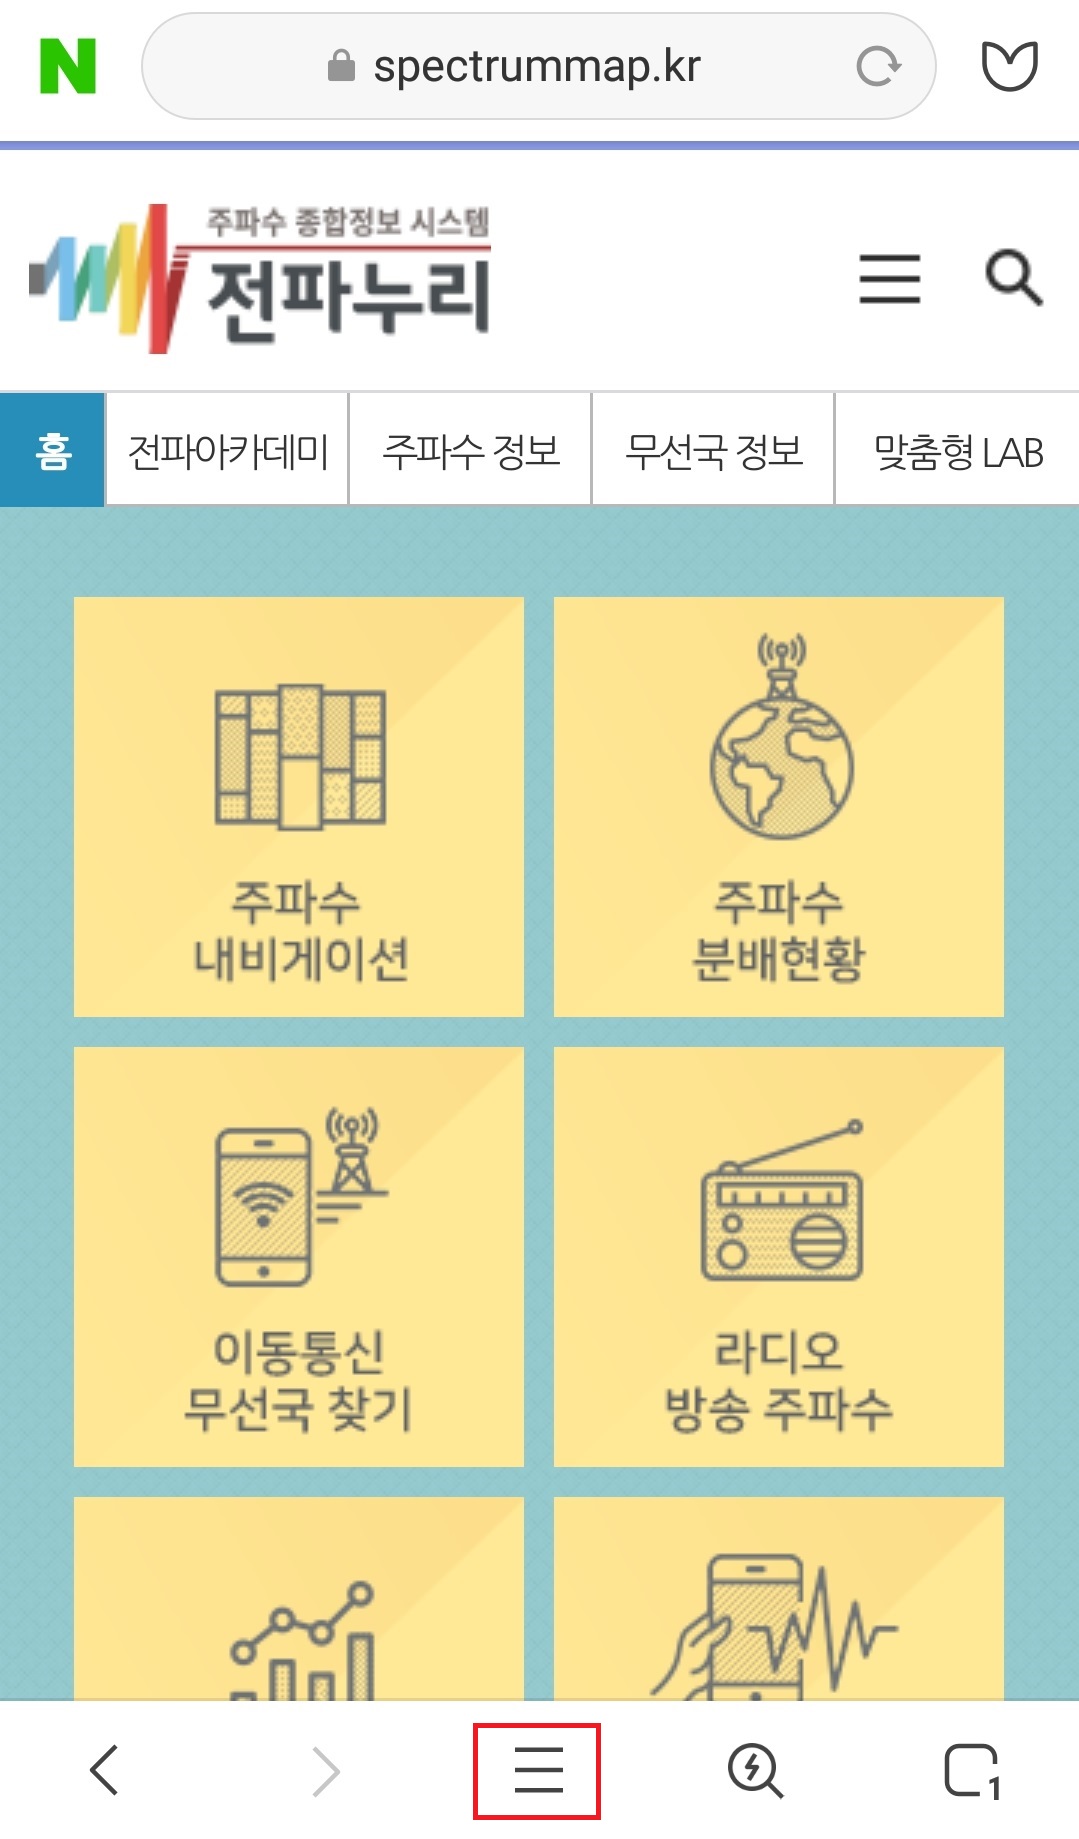 N
spectrummap.kr
주파수 종합정보 시스템
전파누리
홈
전파아카데미
주파수 정보
무선국 정보
맞춤형 LAB
주파수
내비게이션
주파수
분배현황
이동통신
무선국 찾기
라디오
방송 주파수
1